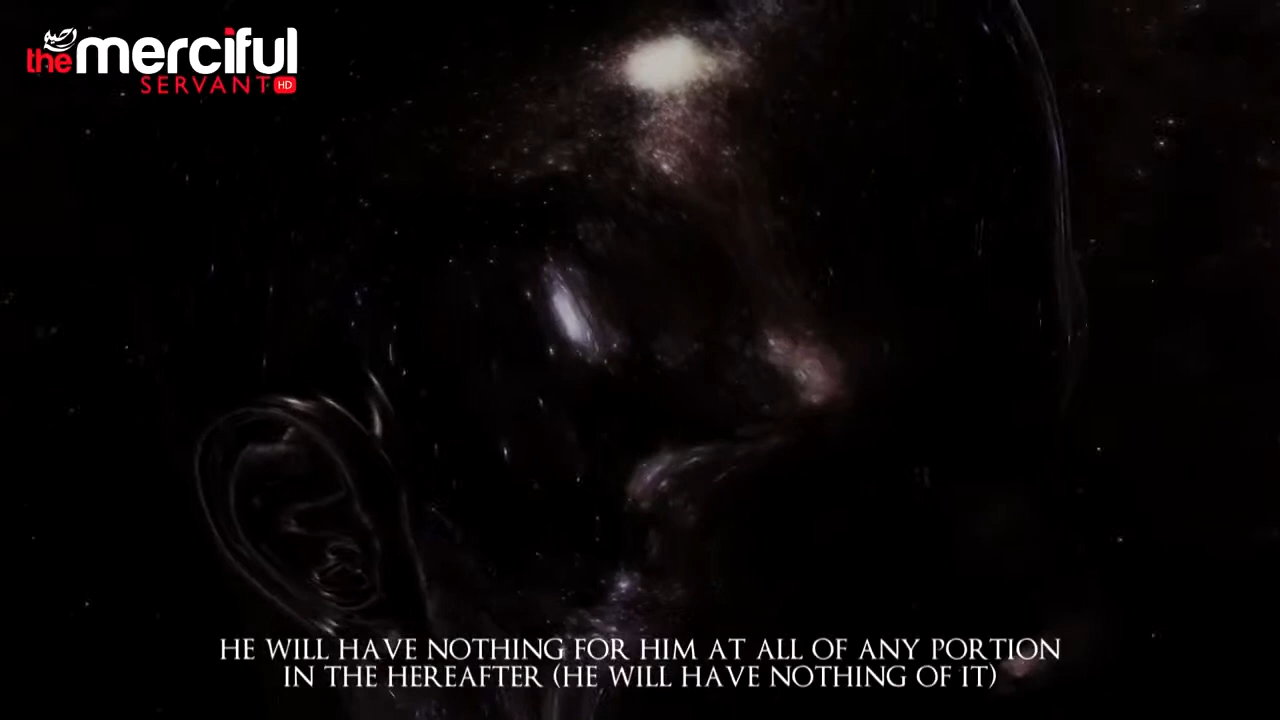 the merciful
SERVANT HD
HE WILL HAVE NOTHING FOR HIM AT ALL OF ANY PORTION
IN THE HEREAFTER (HE WILL HAVE NOTHING OF IT)